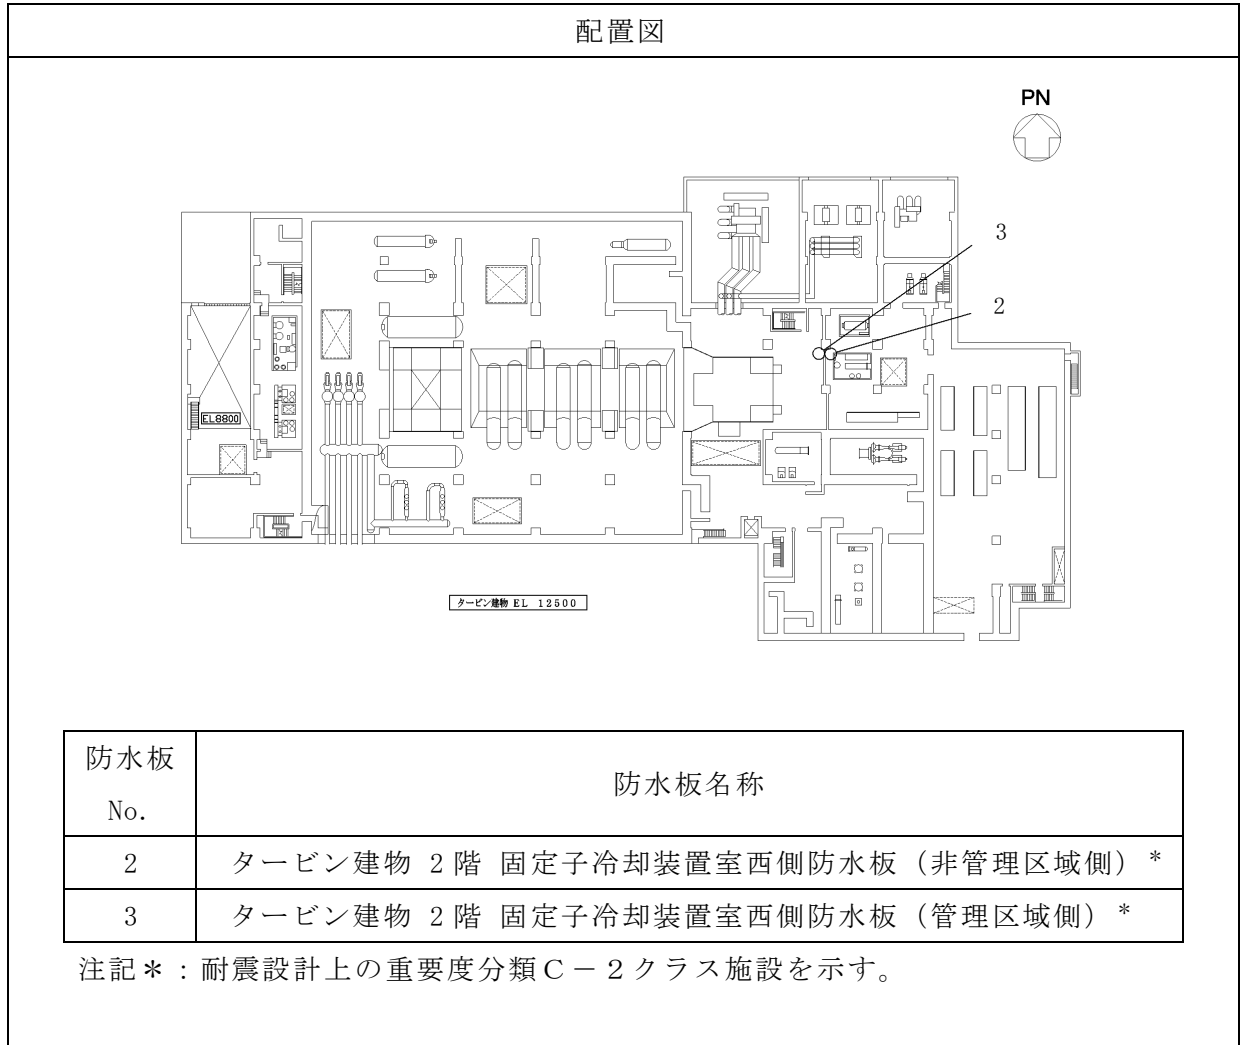 配置図
PN
3
2
EL8800
タービン建物 EL 12500
防水板
No.
防水板名称
2
タービン建物 2階 固定子冷却装置室西側防水板（非管理区域側）*
3
タービン建物 2階 固定子冷却装置室西側防水板（管理区域側）*
注記＊：耐震設計上の重要度分類Ｃ－２クラス施設を示す。